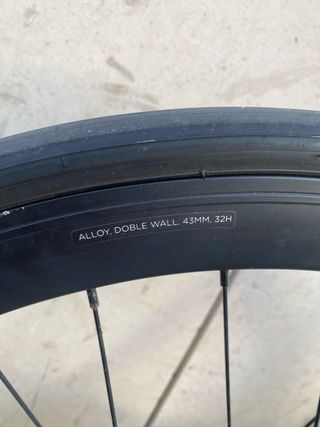 ALLOY. DOBLE WALL. 43MM. 32H